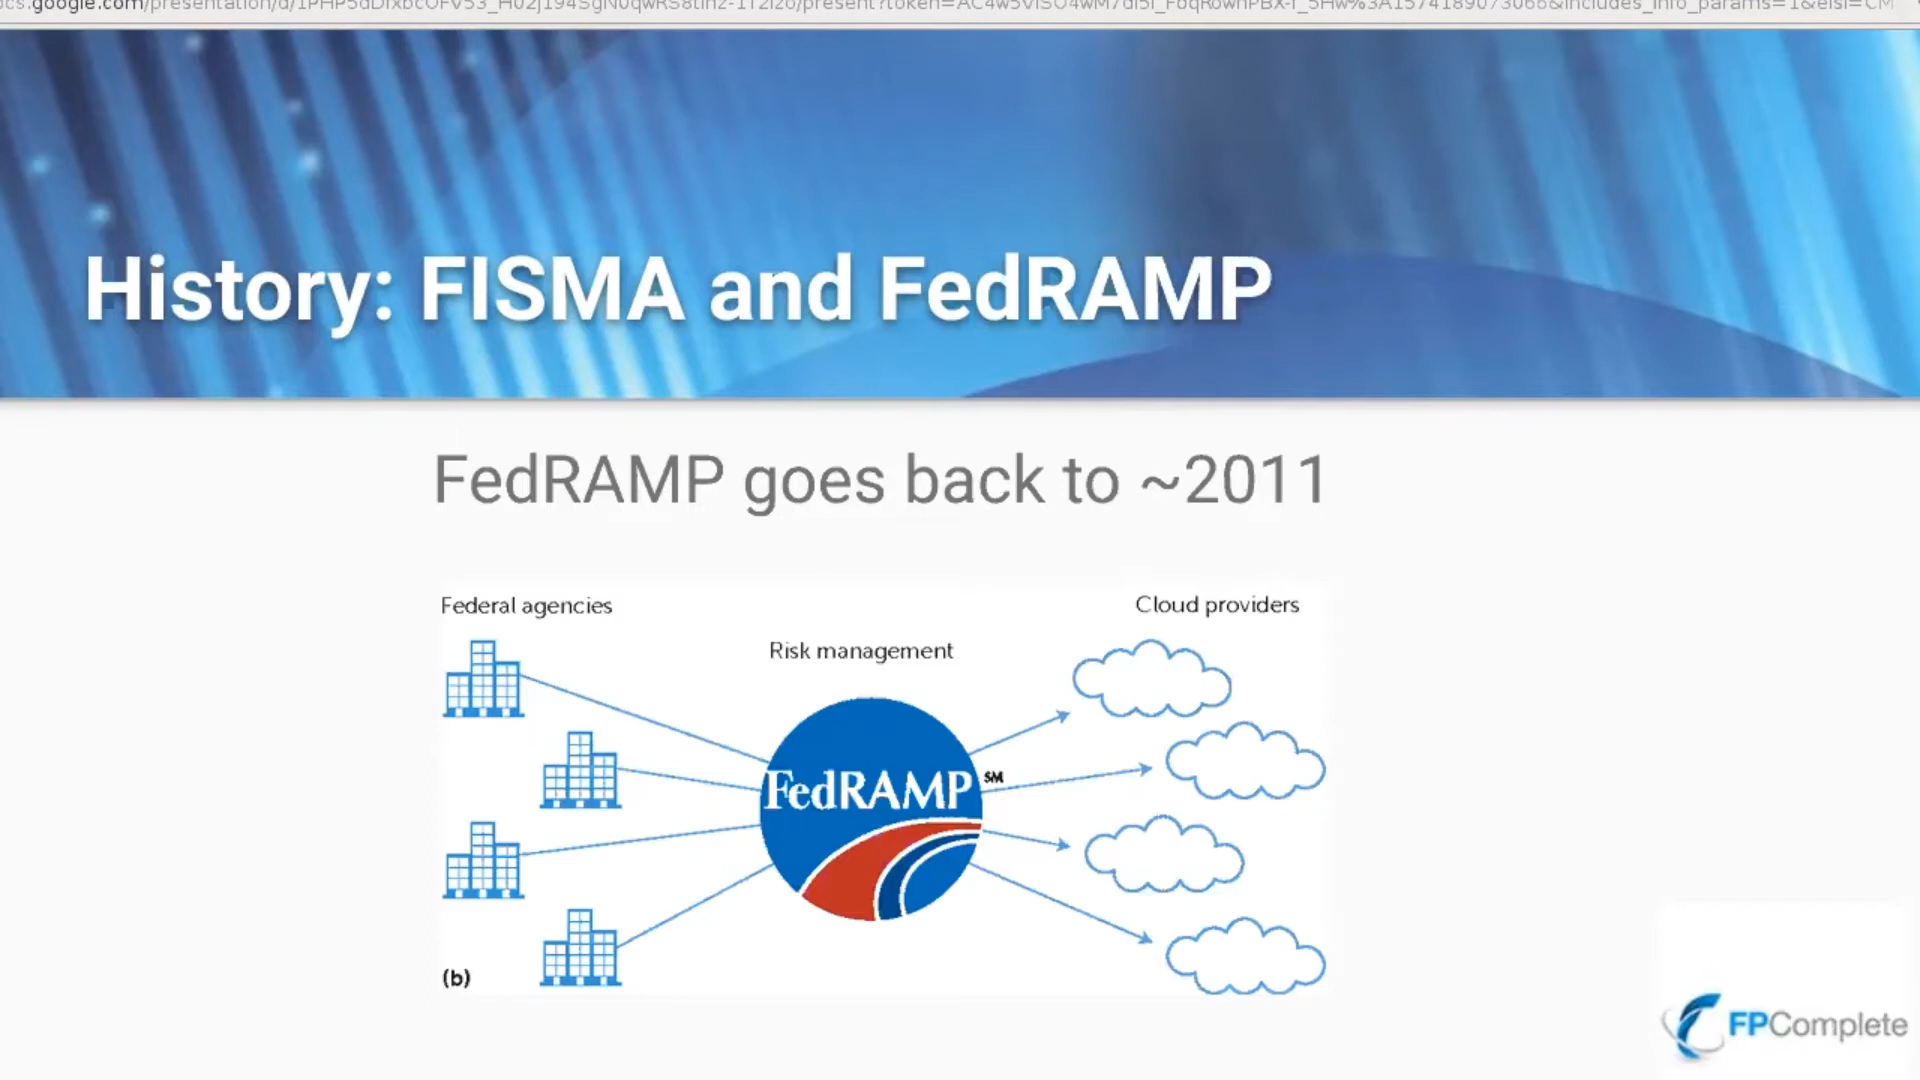 History: FISMA and FedRAMP
FedRAMP goes back to ~2011
Federal agencies
Cloud providers
Risk management
FedRAMP SM
(b)
FPComplete